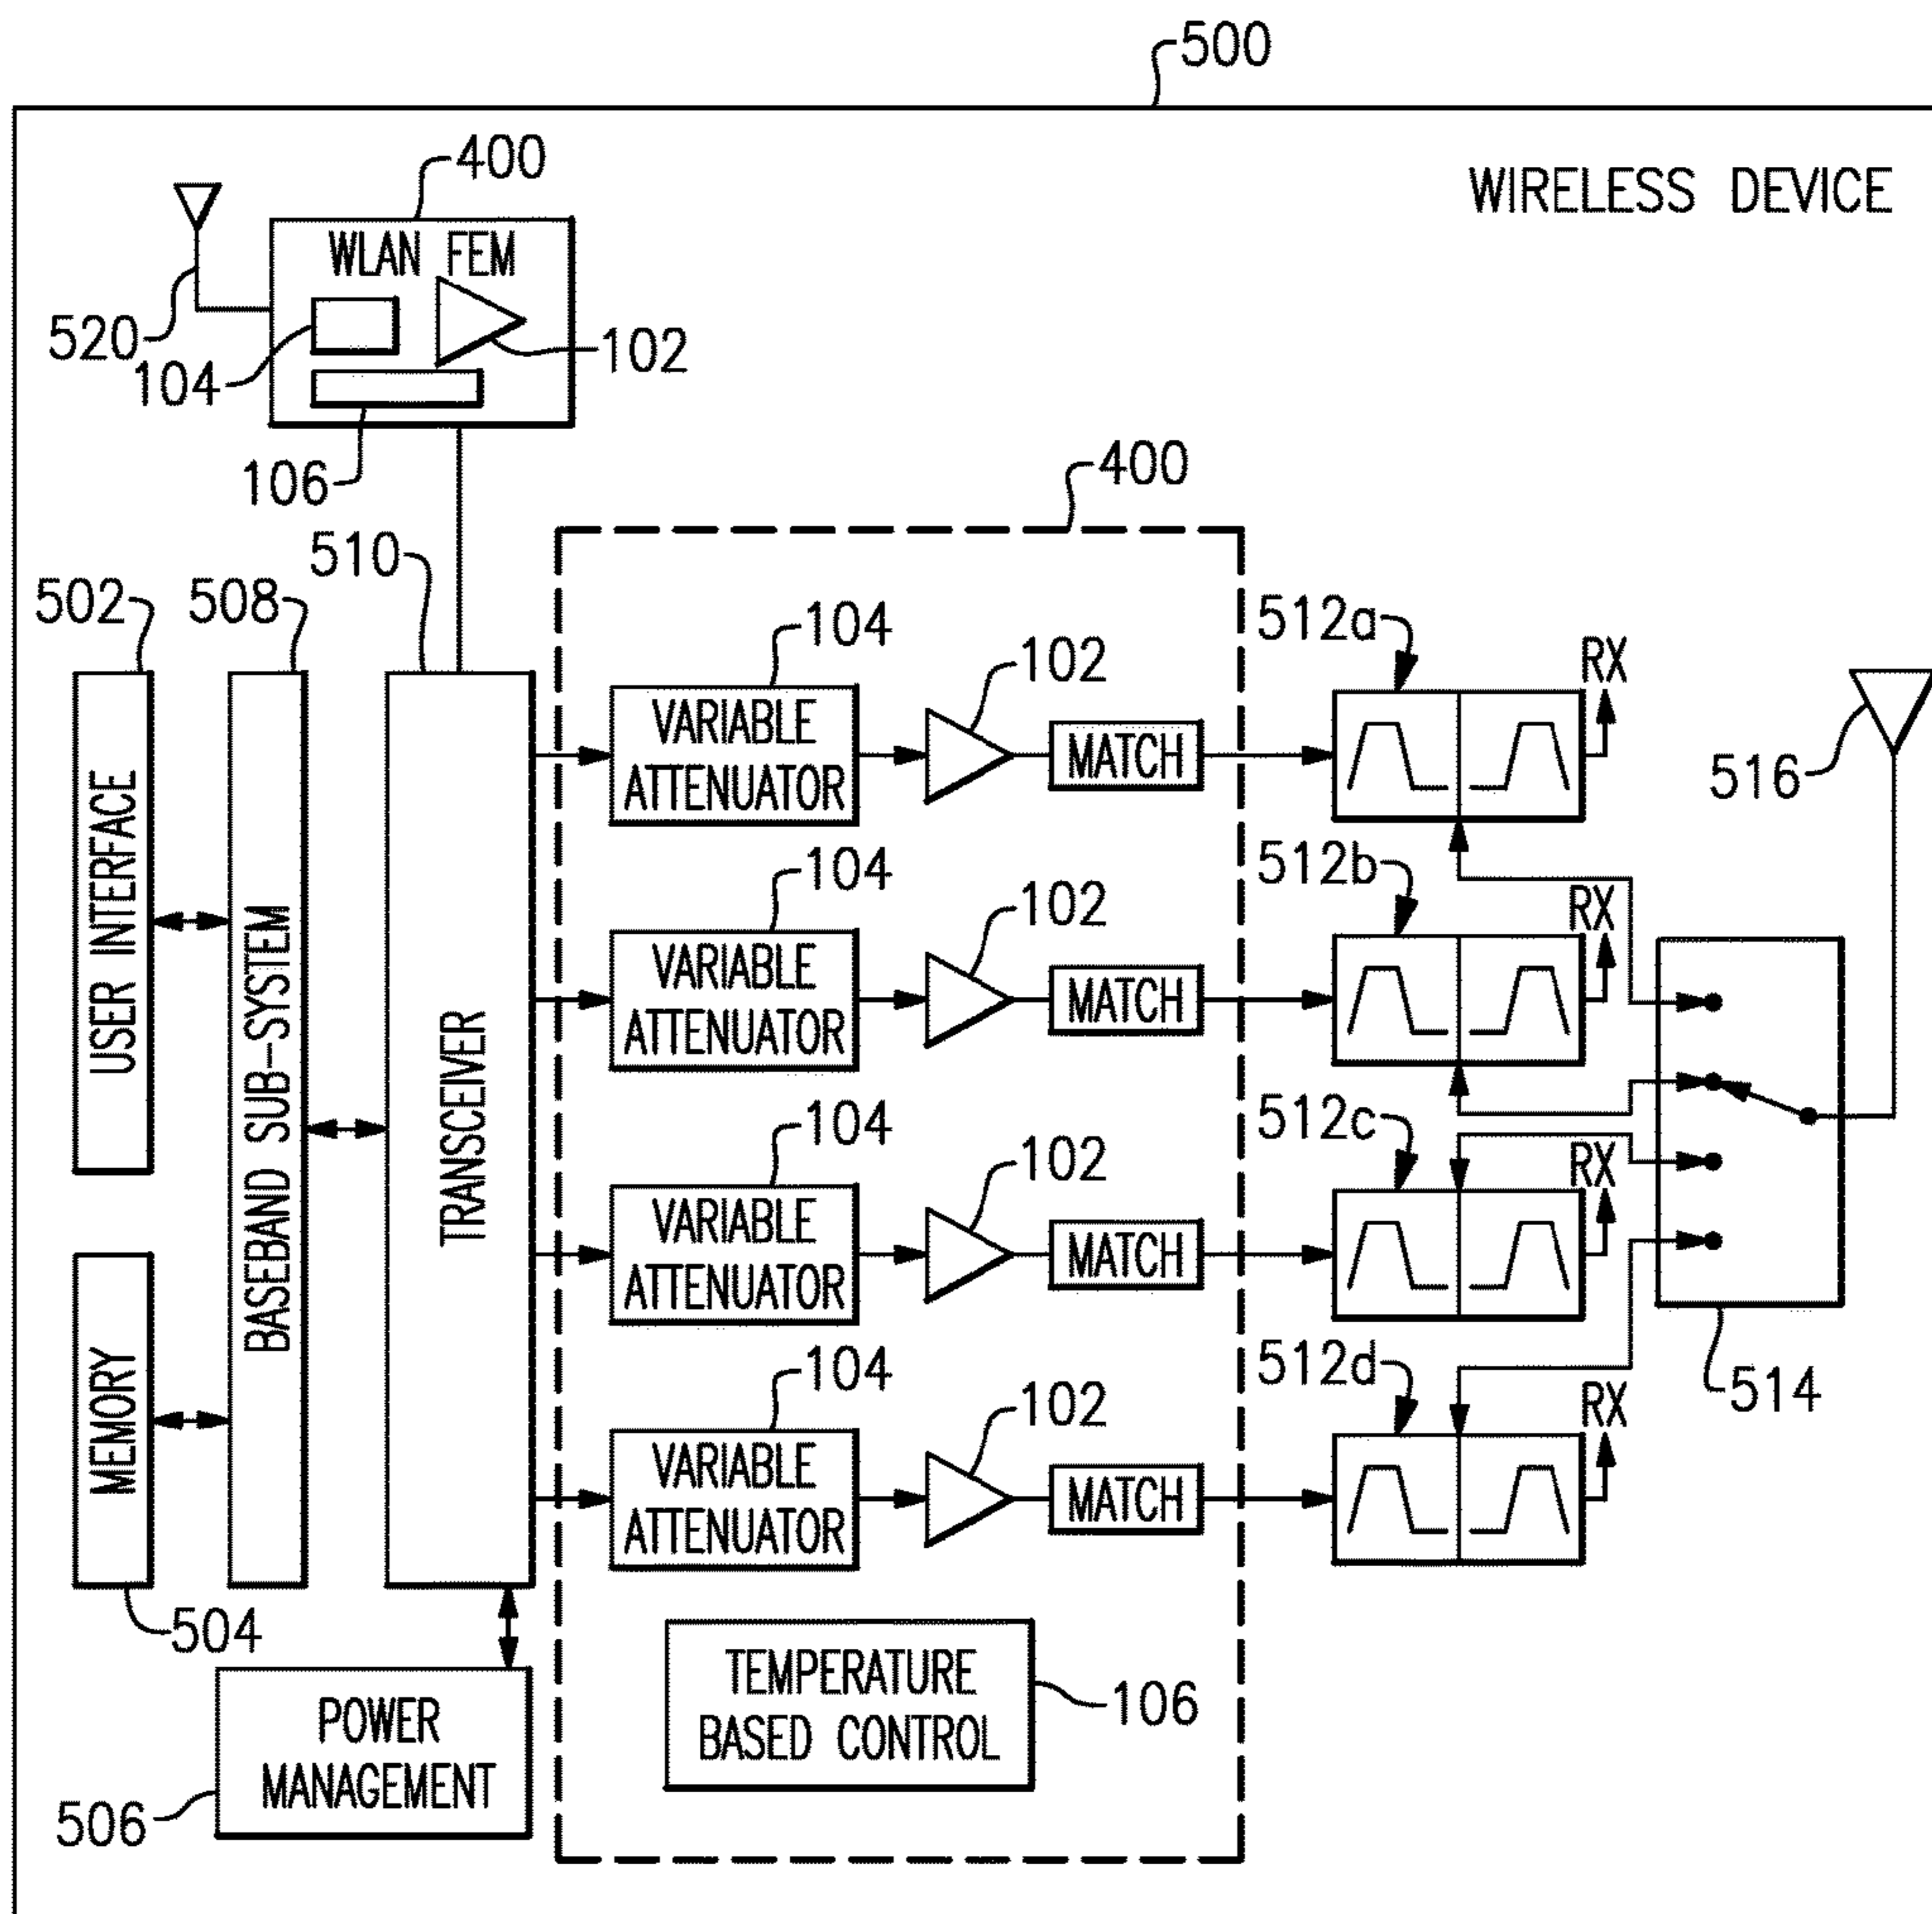 500
WIRELESS DEVICE
400
WLAN FEM
520
104
102
106
400
510
502
508
USER INTERFACE
MEMORY
504
BASEBAND SUB-SYSTEM
TRANSCEIVER
POWER
MANAGEMENT
506
104
VARIABLE
ATTENUATOR
102
MATCH
512a
RX
516
104
VARIABLE
ATTENUATOR
102
MATCH
512b
RX
104
VARIABLE
ATTENUATOR
102
MATCH
512c
RX
514
104
VARIABLE
ATTENUATOR
102
MATCH
512d
RX
TEMPERATURE
BASED CONTROL
106